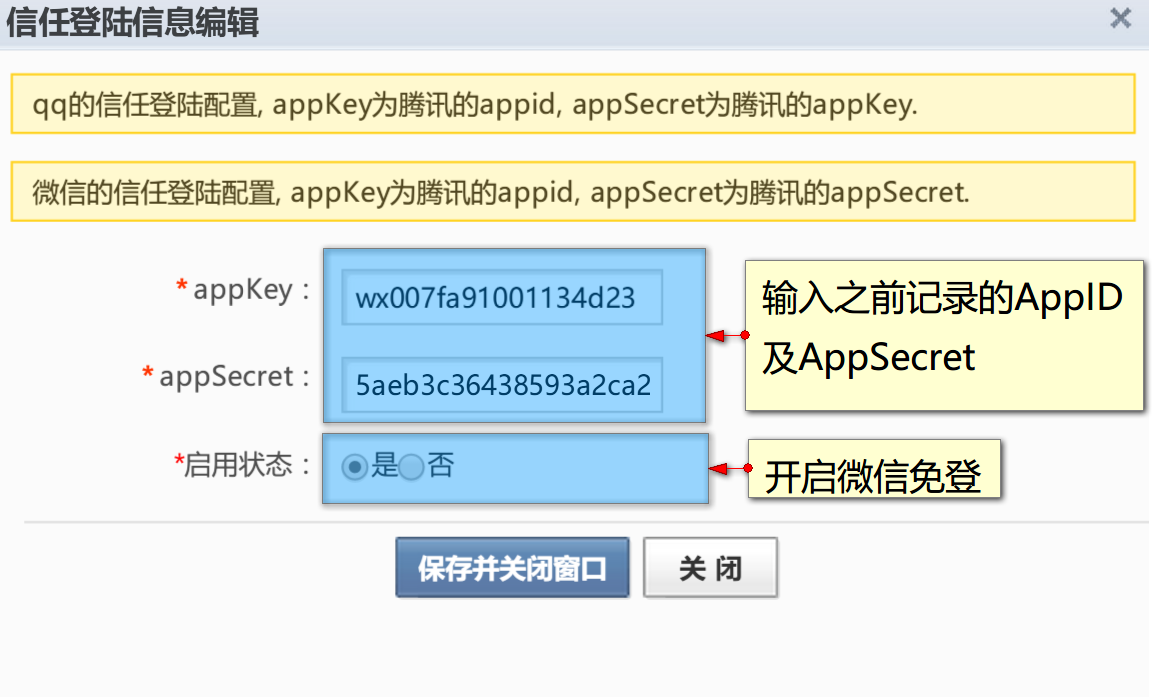 信任登陆信息编辑
qq的信任登陆配置, appKey为腾讯的appid, appSecret为腾讯的appKey.
微信的信任登陆配置, appKey为腾讯的appid, appSecret为腾讯的appSecret.
*appKey : wx007fa91001134d23
*appSecret : 5aeb3c36438593a2ca2
输入之前记录的AppID
及AppSecret
*启用状态 : 是 否
开启微信免登
保存并关闭窗口 关 闭